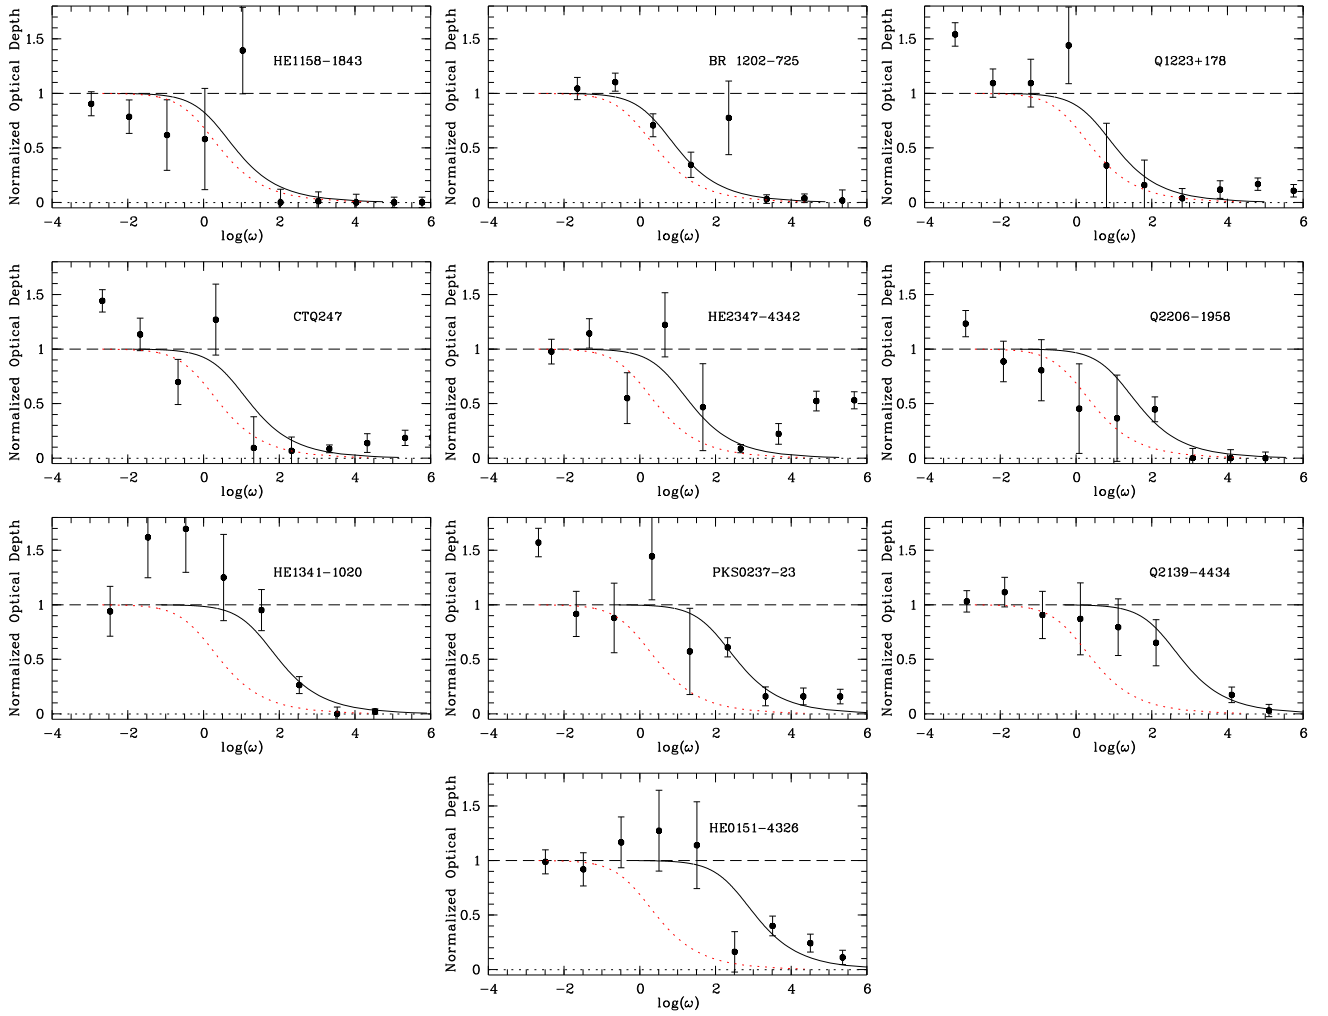 Normalized Optical Depth
1.5
1
0.5
0
HE1158−1843
−4 −2 0 2 4 6
log(ω)
Normalized Optical Depth
1.5
1
0.5
0
BR 1202−725
−4 −2 0 2 4 6
log(ω)
Normalized Optical Depth
1.5
1
0.5
0
Q1223+178
−4 −2 0 2 4 6
log(ω)
Normalized Optical Depth
1.5
1
0.5
0
CTQ247
−4 −2 0 2 4 6
log(ω)
Normalized Optical Depth
1.5
1
0.5
0
HE2347−4342
−4 −2 0 2 4 6
log(ω)
Normalized Optical Depth
1.5
1
0.5
0
Q2206−1958
−4 −2 0 2 4 6
log(ω)
Normalized Optical Depth
1.5
1
0.5
0
HE1341−1020
−4 −2 0 2 4 6
log(ω)
Normalized Optical Depth
1.5
1
0.5
0
PKS0237−23
−4 −2 0 2 4 6
log(ω)
Normalized Optical Depth
1.5
1
0.5
0
Q2139−4434
−4 −2 0 2 4 6
log(ω)
Normalized Optical Depth
1.5
1
0.5
0
HE0151−4326
−4 −2 0 2 4 6
log(ω)